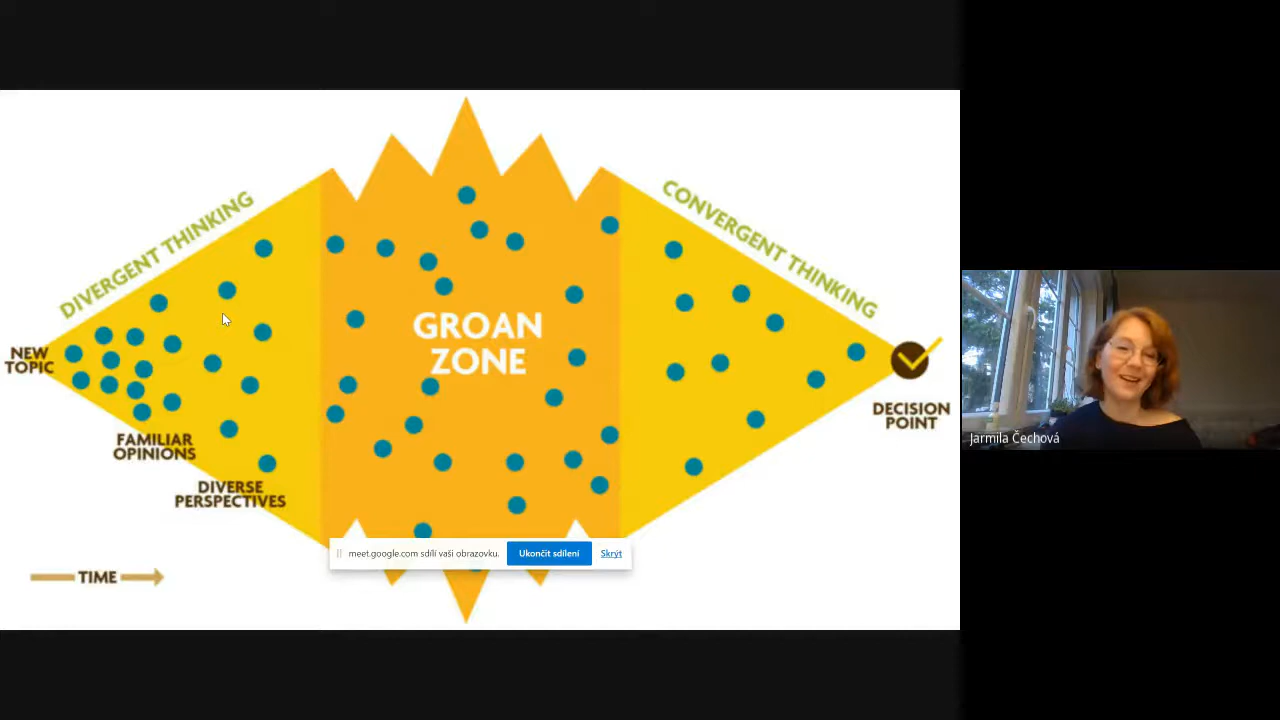 DIVERGENT THINKING
CONVERGENT THINKING
GROAN
ZONE
NEW
TOPIC
FAMILIAR
OPINIONS
DIVERSE
PERSPECTIVES
DECISION
POINT
Jarmila Čechová
meet.google.com sdílí vaši obrazovku.
Ukončit sdílení
Skrýt
TIME